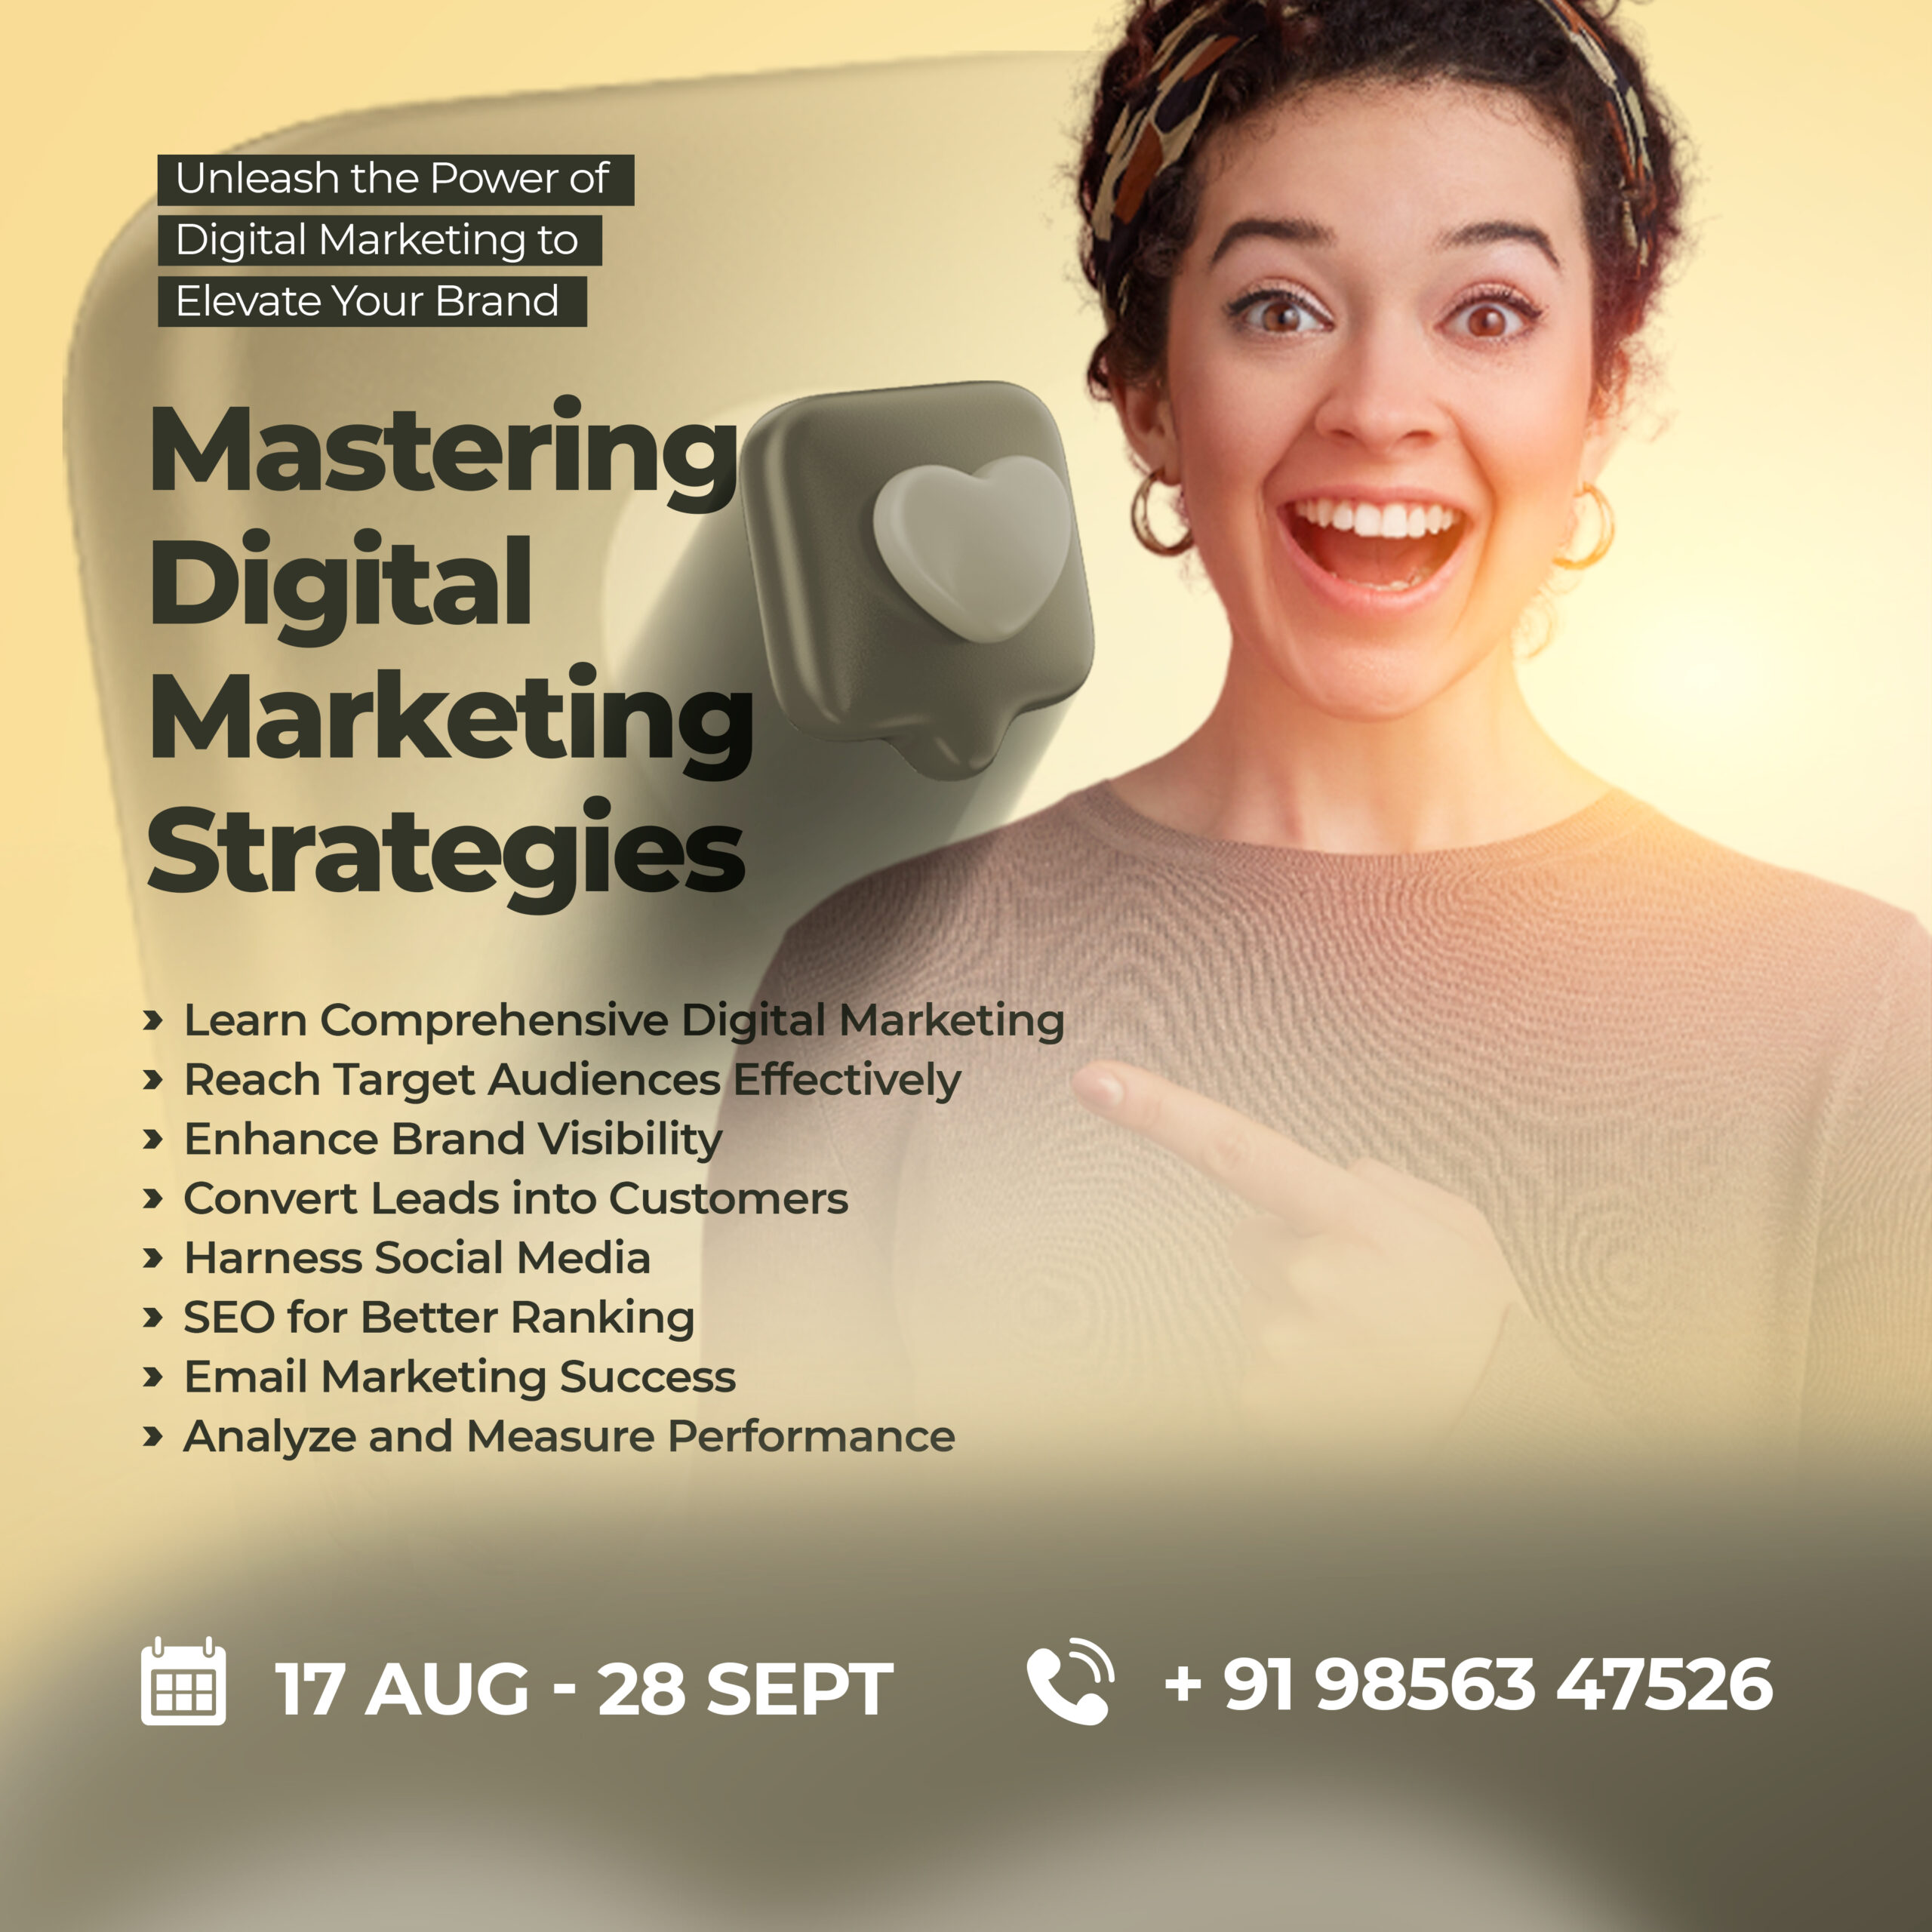 Unleash the Power of
Digital Marketing to
Elevate Your Brand
Mastering
Digital
Marketing
Strategies
Learn Comprehensive Digital Marketing
Reach Target Audiences Effectively
Enhance Brand Visibility
Convert Leads into Customers
Harness Social Media
SEO for Better Ranking
Email Marketing Success
Analyze and Measure Performance
17 AUG - 28 SEPT
+ 91 98563 47526